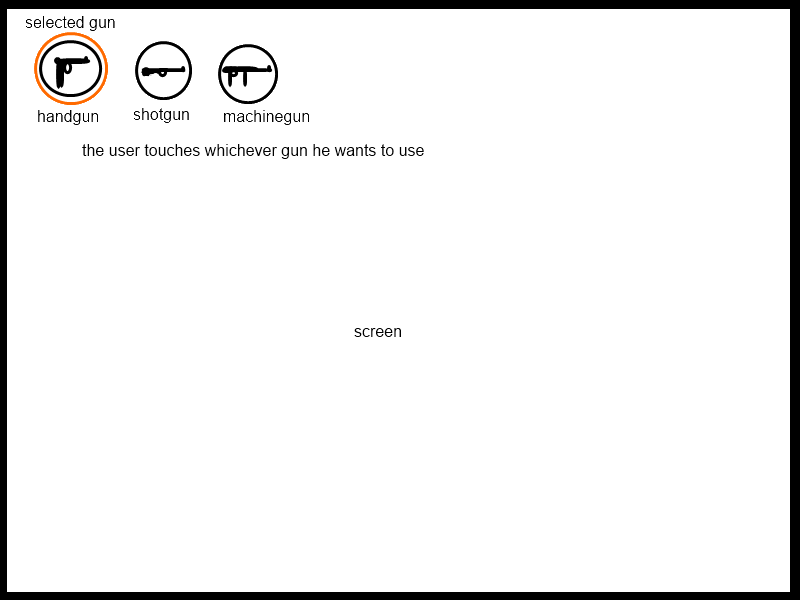 selected gun
handgun
shotgun
machinegun
the user touches whichever gun he wants to use
screen